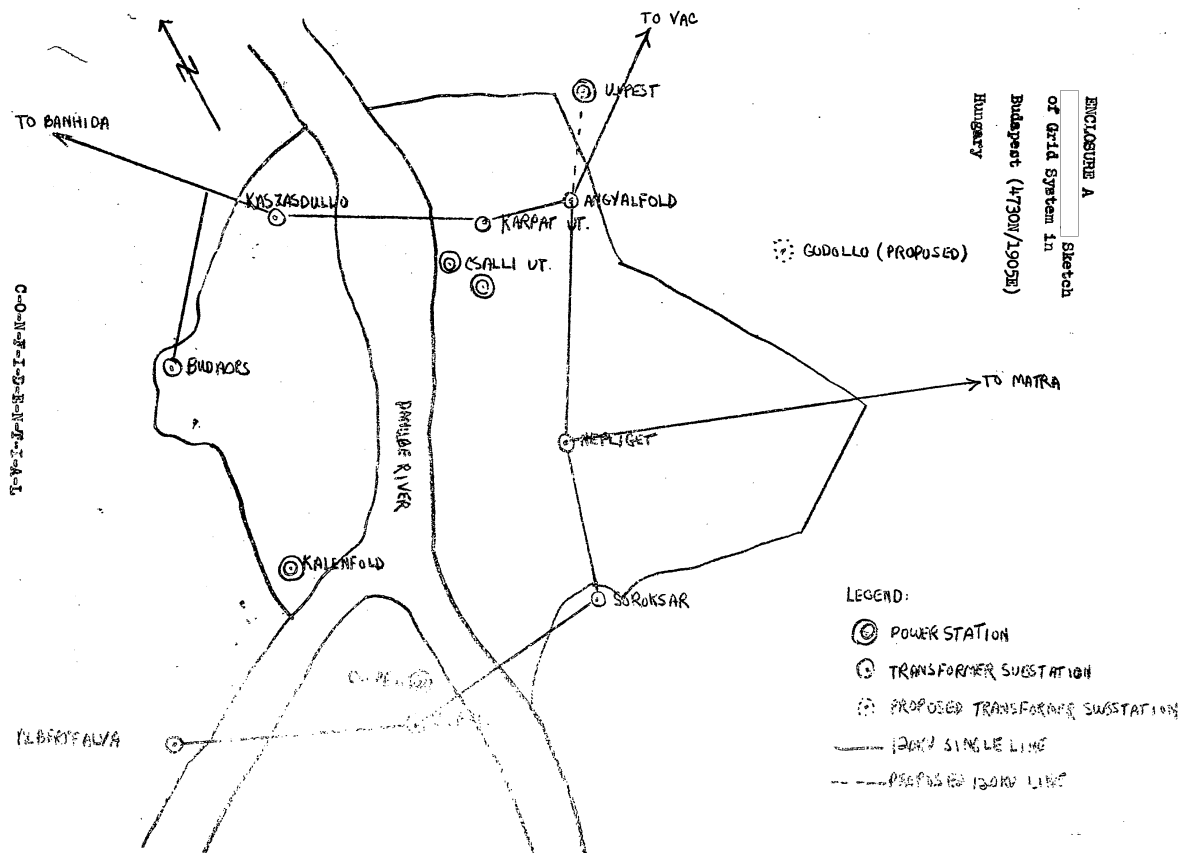 TO VAC
UJPEST
TO BANHIDA
KASZASDULLO
ANGYALFOLD
KARPAT UT.
CSALLI UT.
GODOLLO (PROPOSED)
BUDAORS
TO MATRA
NEPLIGET
DANUBE RIVER
KALENFOLD
SOROKSAR
ALBERTFALVA
LEGEND:
POWER STATION
TRANSFORMER SUBSTATION
PROPOSED TRANSFORMER SUBSTATION
120KV SINGLE LINE
PROPOSED 120KV LINE
ENCLOSURE A
Sketch
of Grid System in
Budapest (4730N/1905E)
Hungary
C-O-N-F-I-D-E-N-T-I-A-L
N